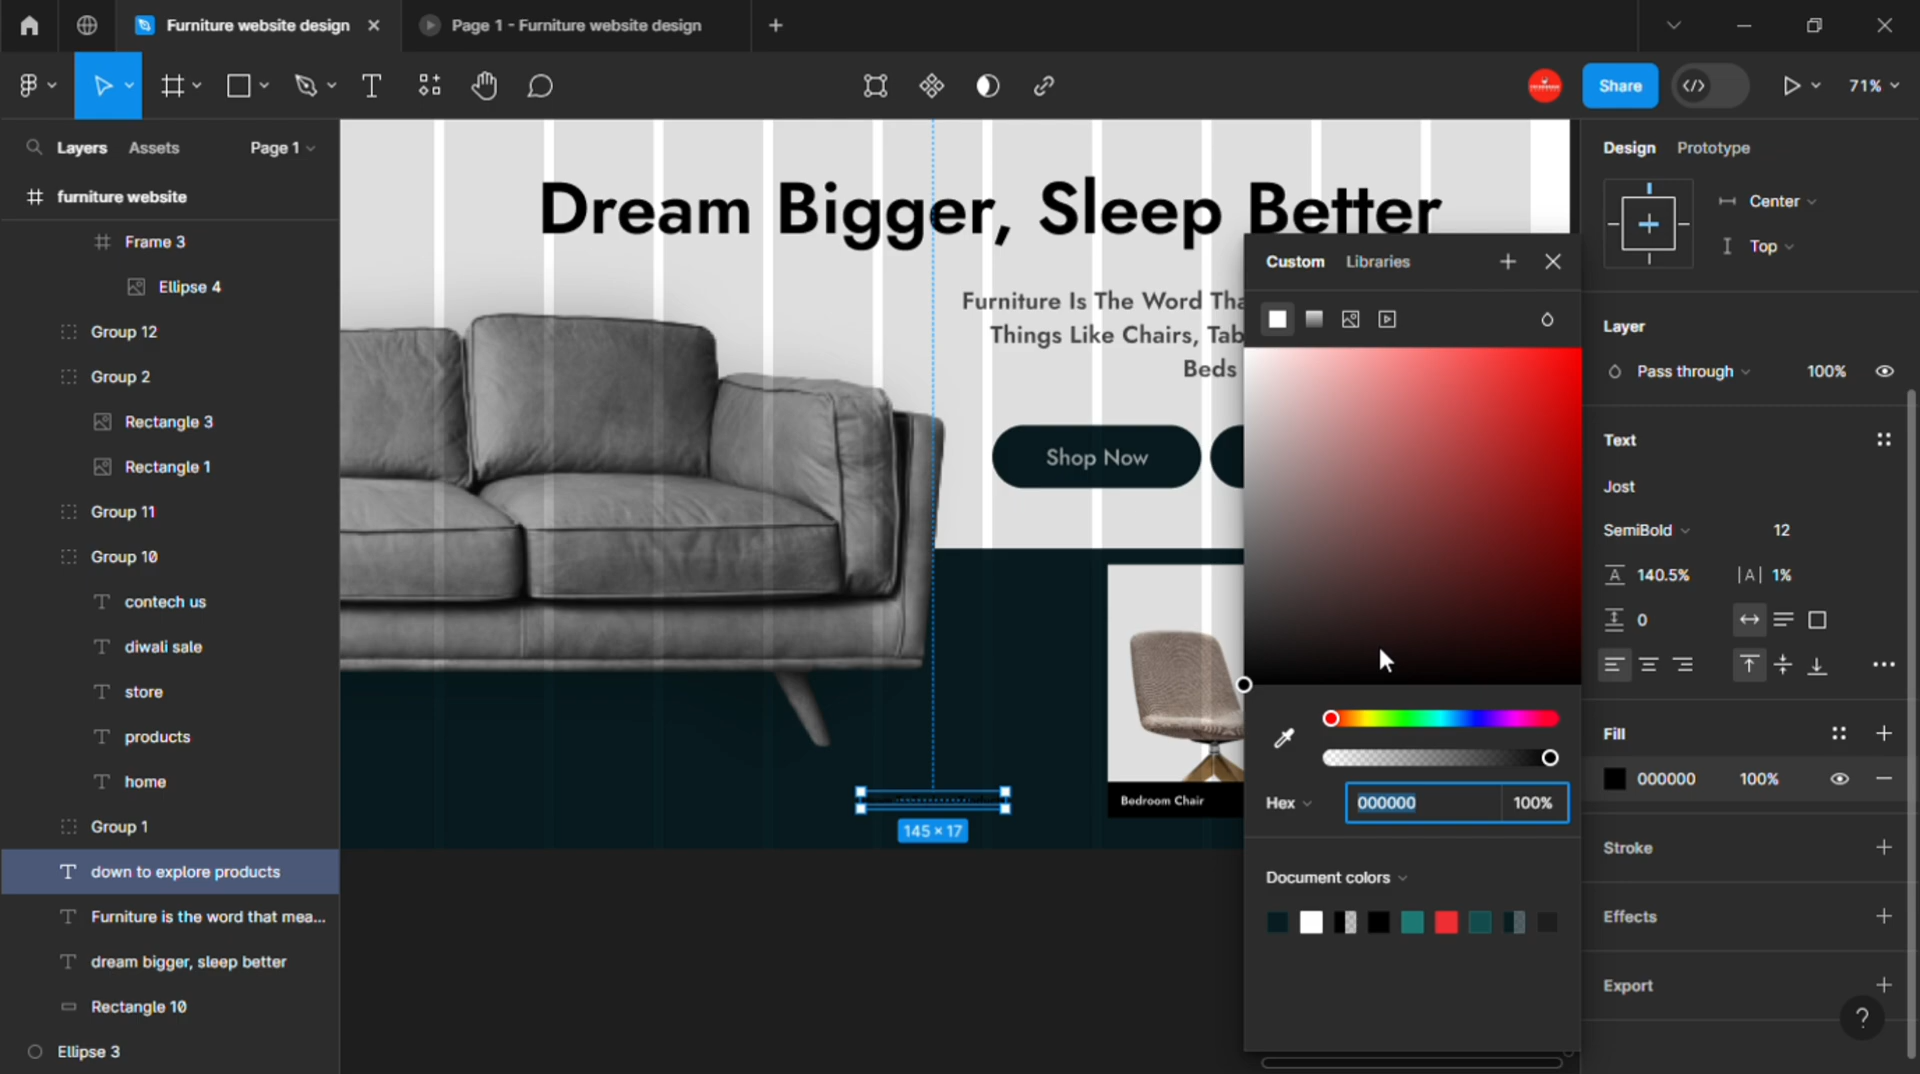 Furniture website design
Page 1 - Furniture website design
Share
71%
Layers
Assets
Page 1
furniture website
Frame 3
Ellipse 4
Group 12
Group 2
Rectangle 3
Rectangle 1
Group 11
Group 10
contech us
diwali sale
store
products
home
Group 1
down to explore products
Furniture is the word that mea...
dream bigger, sleep better
Rectangle 10
Ellipse 3
Dream Bigger, Sleep Better
Furniture Is The Word Tha
Things Like Chairs, Tab
Beds
Shop Now
Bedroom Chair
145 × 17
Custom
Libraries
Hex
000000
100%
Document colors
Design
Prototype
Center
Top
Layer
Pass through
100%
Text
Jost
SemiBold
12
140.5%
|A| 1%
0
Fill
000000
100%
Stroke
Effects
Export
?